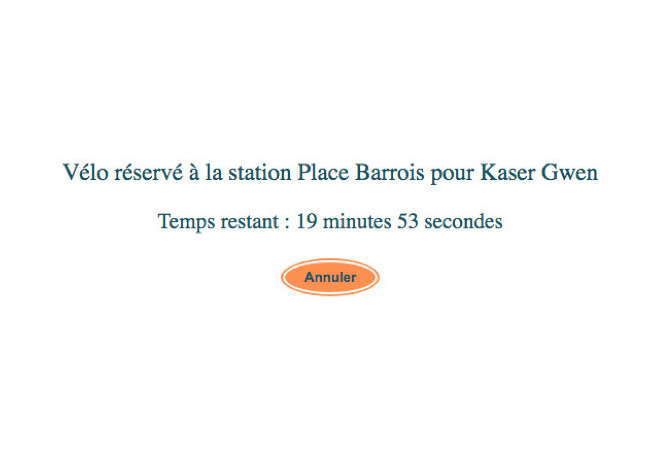 Vélo réservé à la station Place Barrois pour Kaser Gwen
Temps restant : 19 minutes 53 secondes
Annuler